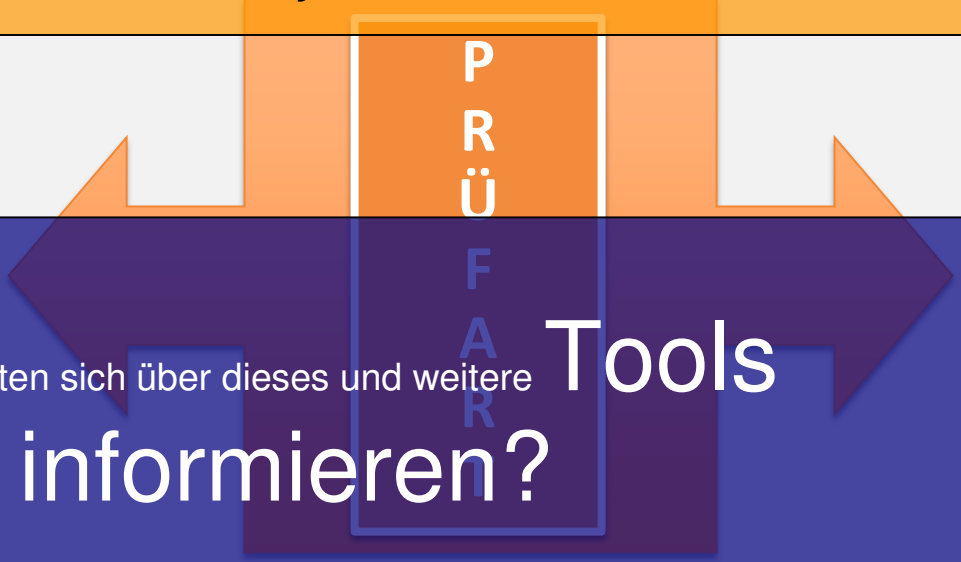 P
R
Ü
F
A
R
T
ten sich über dieses und weitere Tools
informieren?